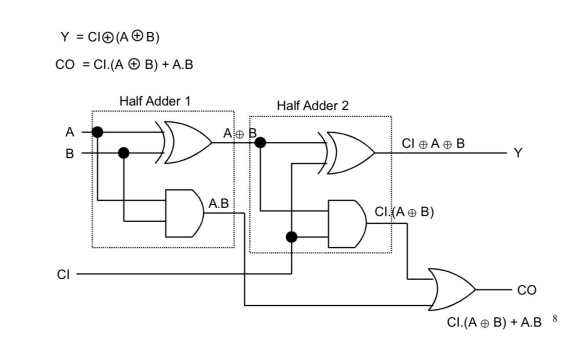 Y = CI⊕(A ⊕ B)
CO = CI.(A ⊕ B) + A.B
Half Adder 1
Half Adder 2
A
A ⊕ B
CI ⊕ A ⊕ B
B
Y
A.B
CI.(A ⊕ B)
CI
CO
CI.(A ⊕ B) + A.B
8